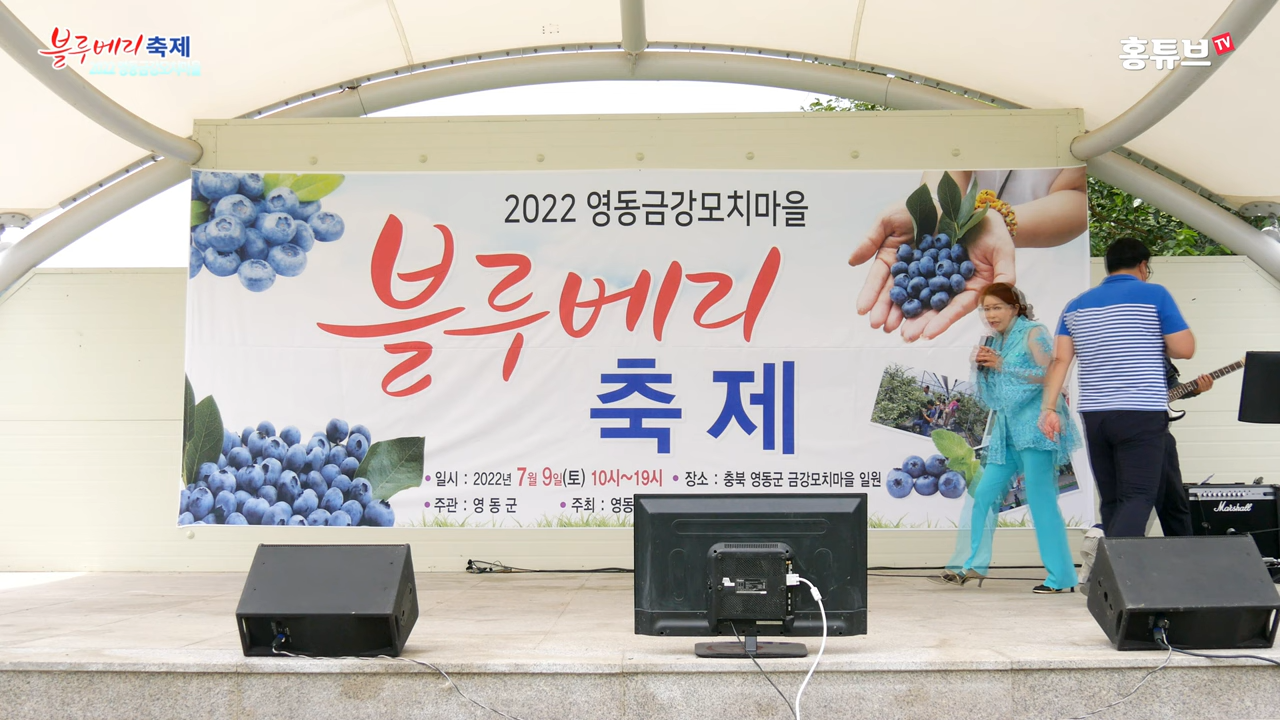 블루베리축제
홍튜브TV
2022 영동금강모치마을
블루베리
축제
• 일시 : 2022년 7월 9일(토) 10시~19시 • 장소 : 충북 영동군 금강모치마을 일원
• 주관 : 영동군 • 주최 : 영동
Marshall